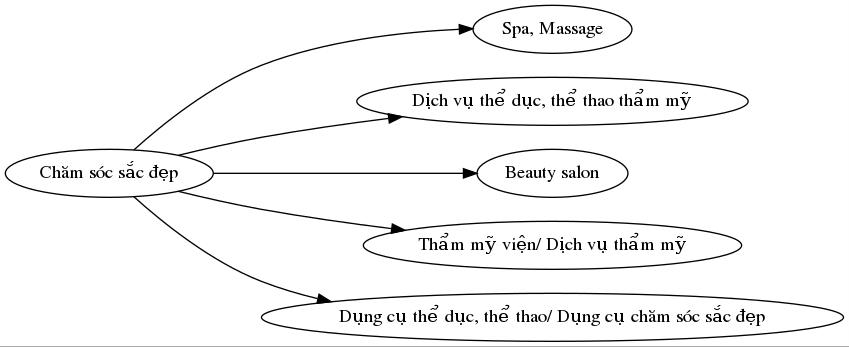 Spa, Massage
Dịch vụ thể dục, thể thao thẩm mỹ
Chăm sóc sắc đẹp
Beauty salon
Thẩm mỹ viện/ Dịch vụ thẩm mỹ
Dụng cụ thể dục, thể thao/ Dụng cụ chăm sóc sắc đẹp